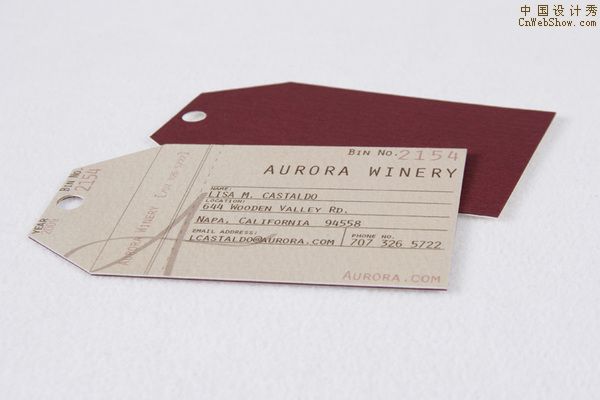 中国设计秀
CnWebShow.com
BIN NO. 2154
AURORA WINERY
NAME:
LISA M. CASTALDO
LOCATION:
644 WOODEN VALLEY RD.
NAPA, CALIFORNIA 94558
EMAIL ADDRESS:
LCASTALDO@AURORA.COM
PHONE NO.
707 326 5722
AURORA.COM
BIN NO.
2154
YEAR
AURORA WINERY